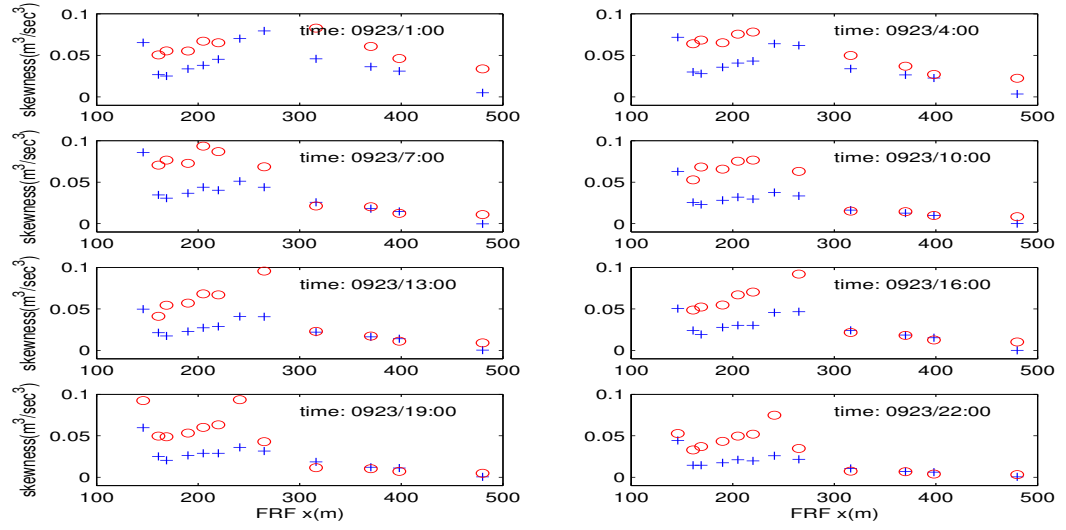 skewness(m³/sec³)
0.1
0.05
0
time: 0923/1:00
100 200 300 400 500
0.1
0.05
0
time: 0923/4:00
100 200 300 400 500
skewness(m³/sec³)
0.1
0.05
0
time: 0923/7:00
100 200 300 400 500
0.1
0.05
0
time: 0923/10:00
100 200 300 400 500
skewness(m³/sec³)
0.1
0.05
0
time: 0923/13:00
100 200 300 400 500
0.1
0.05
0
time: 0923/16:00
100 200 300 400 500
skewness(m³/sec³)
0.1
0.05
0
time: 0923/19:00
100 200 300 400 500
FRF x(m)
0.1
0.05
0
time: 0923/22:00
100 200 300 400 500
FRF x(m)